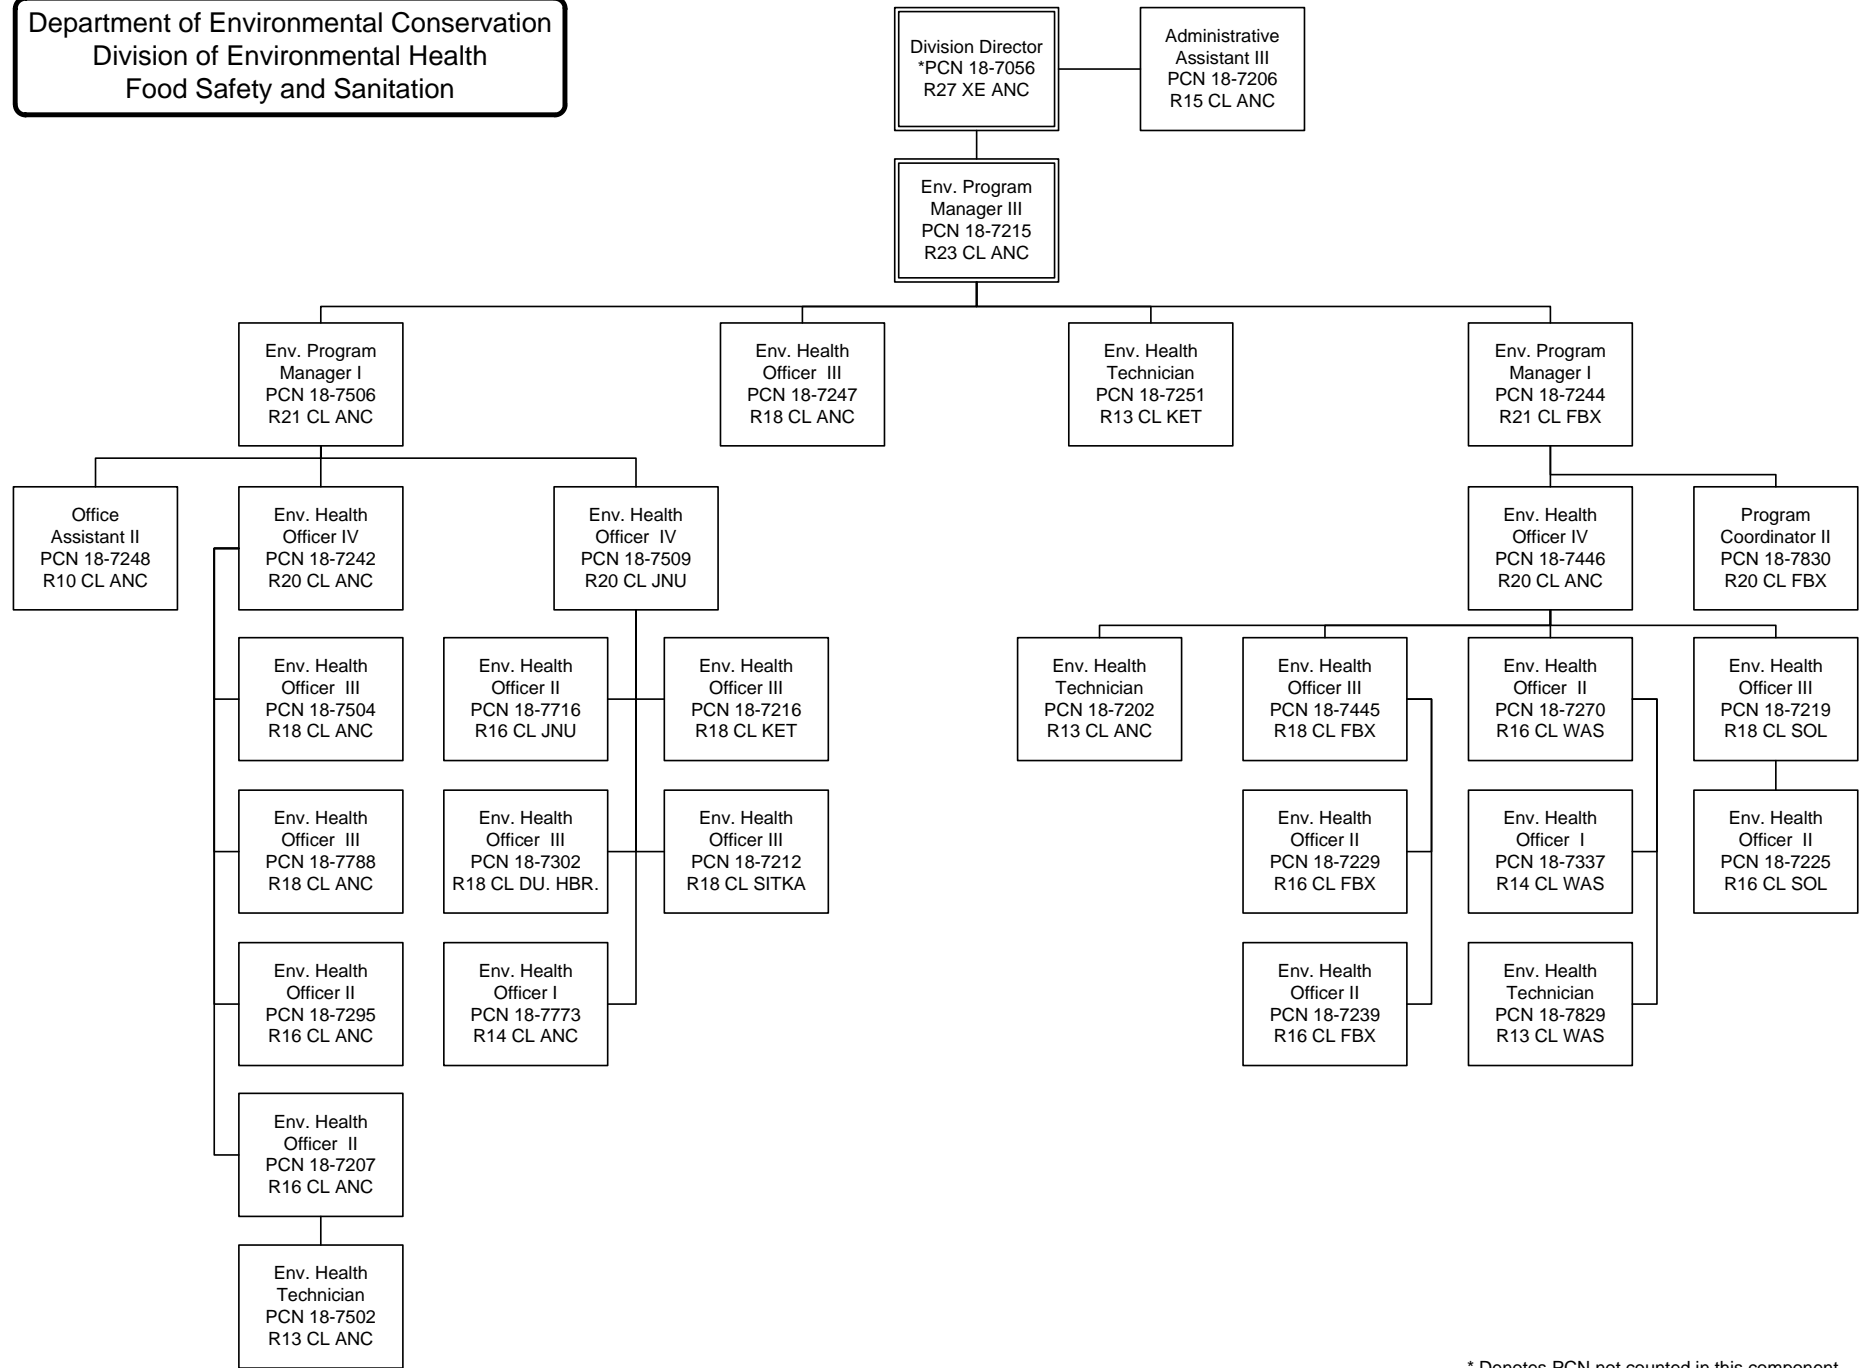 Department of Environmental Conservation
Division of Environmental Health
Food Safety and Sanitation
Division Director
*PCN 18-7056
R27 XE ANC
Administrative
Assistant III
PCN 18-7206
R15 CL ANC
Env. Program
Manager III
PCN 18-7215
R23 CL ANC
Env. Program
Manager I
PCN 18-7506
R21 CL ANC
Env. Health
Officer III
PCN 18-7247
R18 CL ANC
Env. Health
Technician
PCN 18-7251
R13 CL KET
Env. Program
Manager I
PCN 18-7244
R21 CL FBX
Office
Assistant II
PCN 18-7248
R10 CL ANC
Env. Health
Officer IV
PCN 18-7242
R20 CL ANC
Env. Health
Officer IV
PCN 18-7509
R20 CL JNU
Env. Health
Officer IV
PCN 18-7446
R20 CL ANC
Program
Coordinator II
PCN 18-7830
R20 CL FBX
Env. Health
Officer III
PCN 18-7504
R18 CL ANC
Env. Health
Officer II
PCN 18-7716
R16 CL JNU
Env. Health
Officer III
PCN 18-7216
R18 CL KET
Env. Health
Technician
PCN 18-7202
R13 CL ANC
Env. Health
Officer III
PCN 18-7445
R18 CL FBX
Env. Health
Officer II
PCN 18-7270
R16 CL WAS
Env. Health
Officer III
PCN 18-7219
R18 CL SOL
Env. Health
Officer III
PCN 18-7788
R18 CL ANC
Env. Health
Officer III
PCN 18-7302
R18 CL DU. HBR.
Env. Health
Officer III
PCN 18-7212
R18 CL SITKA
Env. Health
Officer II
PCN 18-7229
R16 CL FBX
Env. Health
Officer I
PCN 18-7337
R14 CL WAS
Env. Health
Officer II
PCN 18-7225
R16 CL SOL
Env. Health
Officer II
PCN 18-7295
R16 CL ANC
Env. Health
Officer I
PCN 18-7773
R14 CL ANC
Env. Health
Officer II
PCN 18-7239
R16 CL FBX
Env. Health
Technician
PCN 18-7829
R13 CL WAS
Env. Health
Officer II
PCN 18-7207
R16 CL ANC
Env. Health
Technician
PCN 18-7502
R13 CL ANC
* Denotes PCN not counted in this component